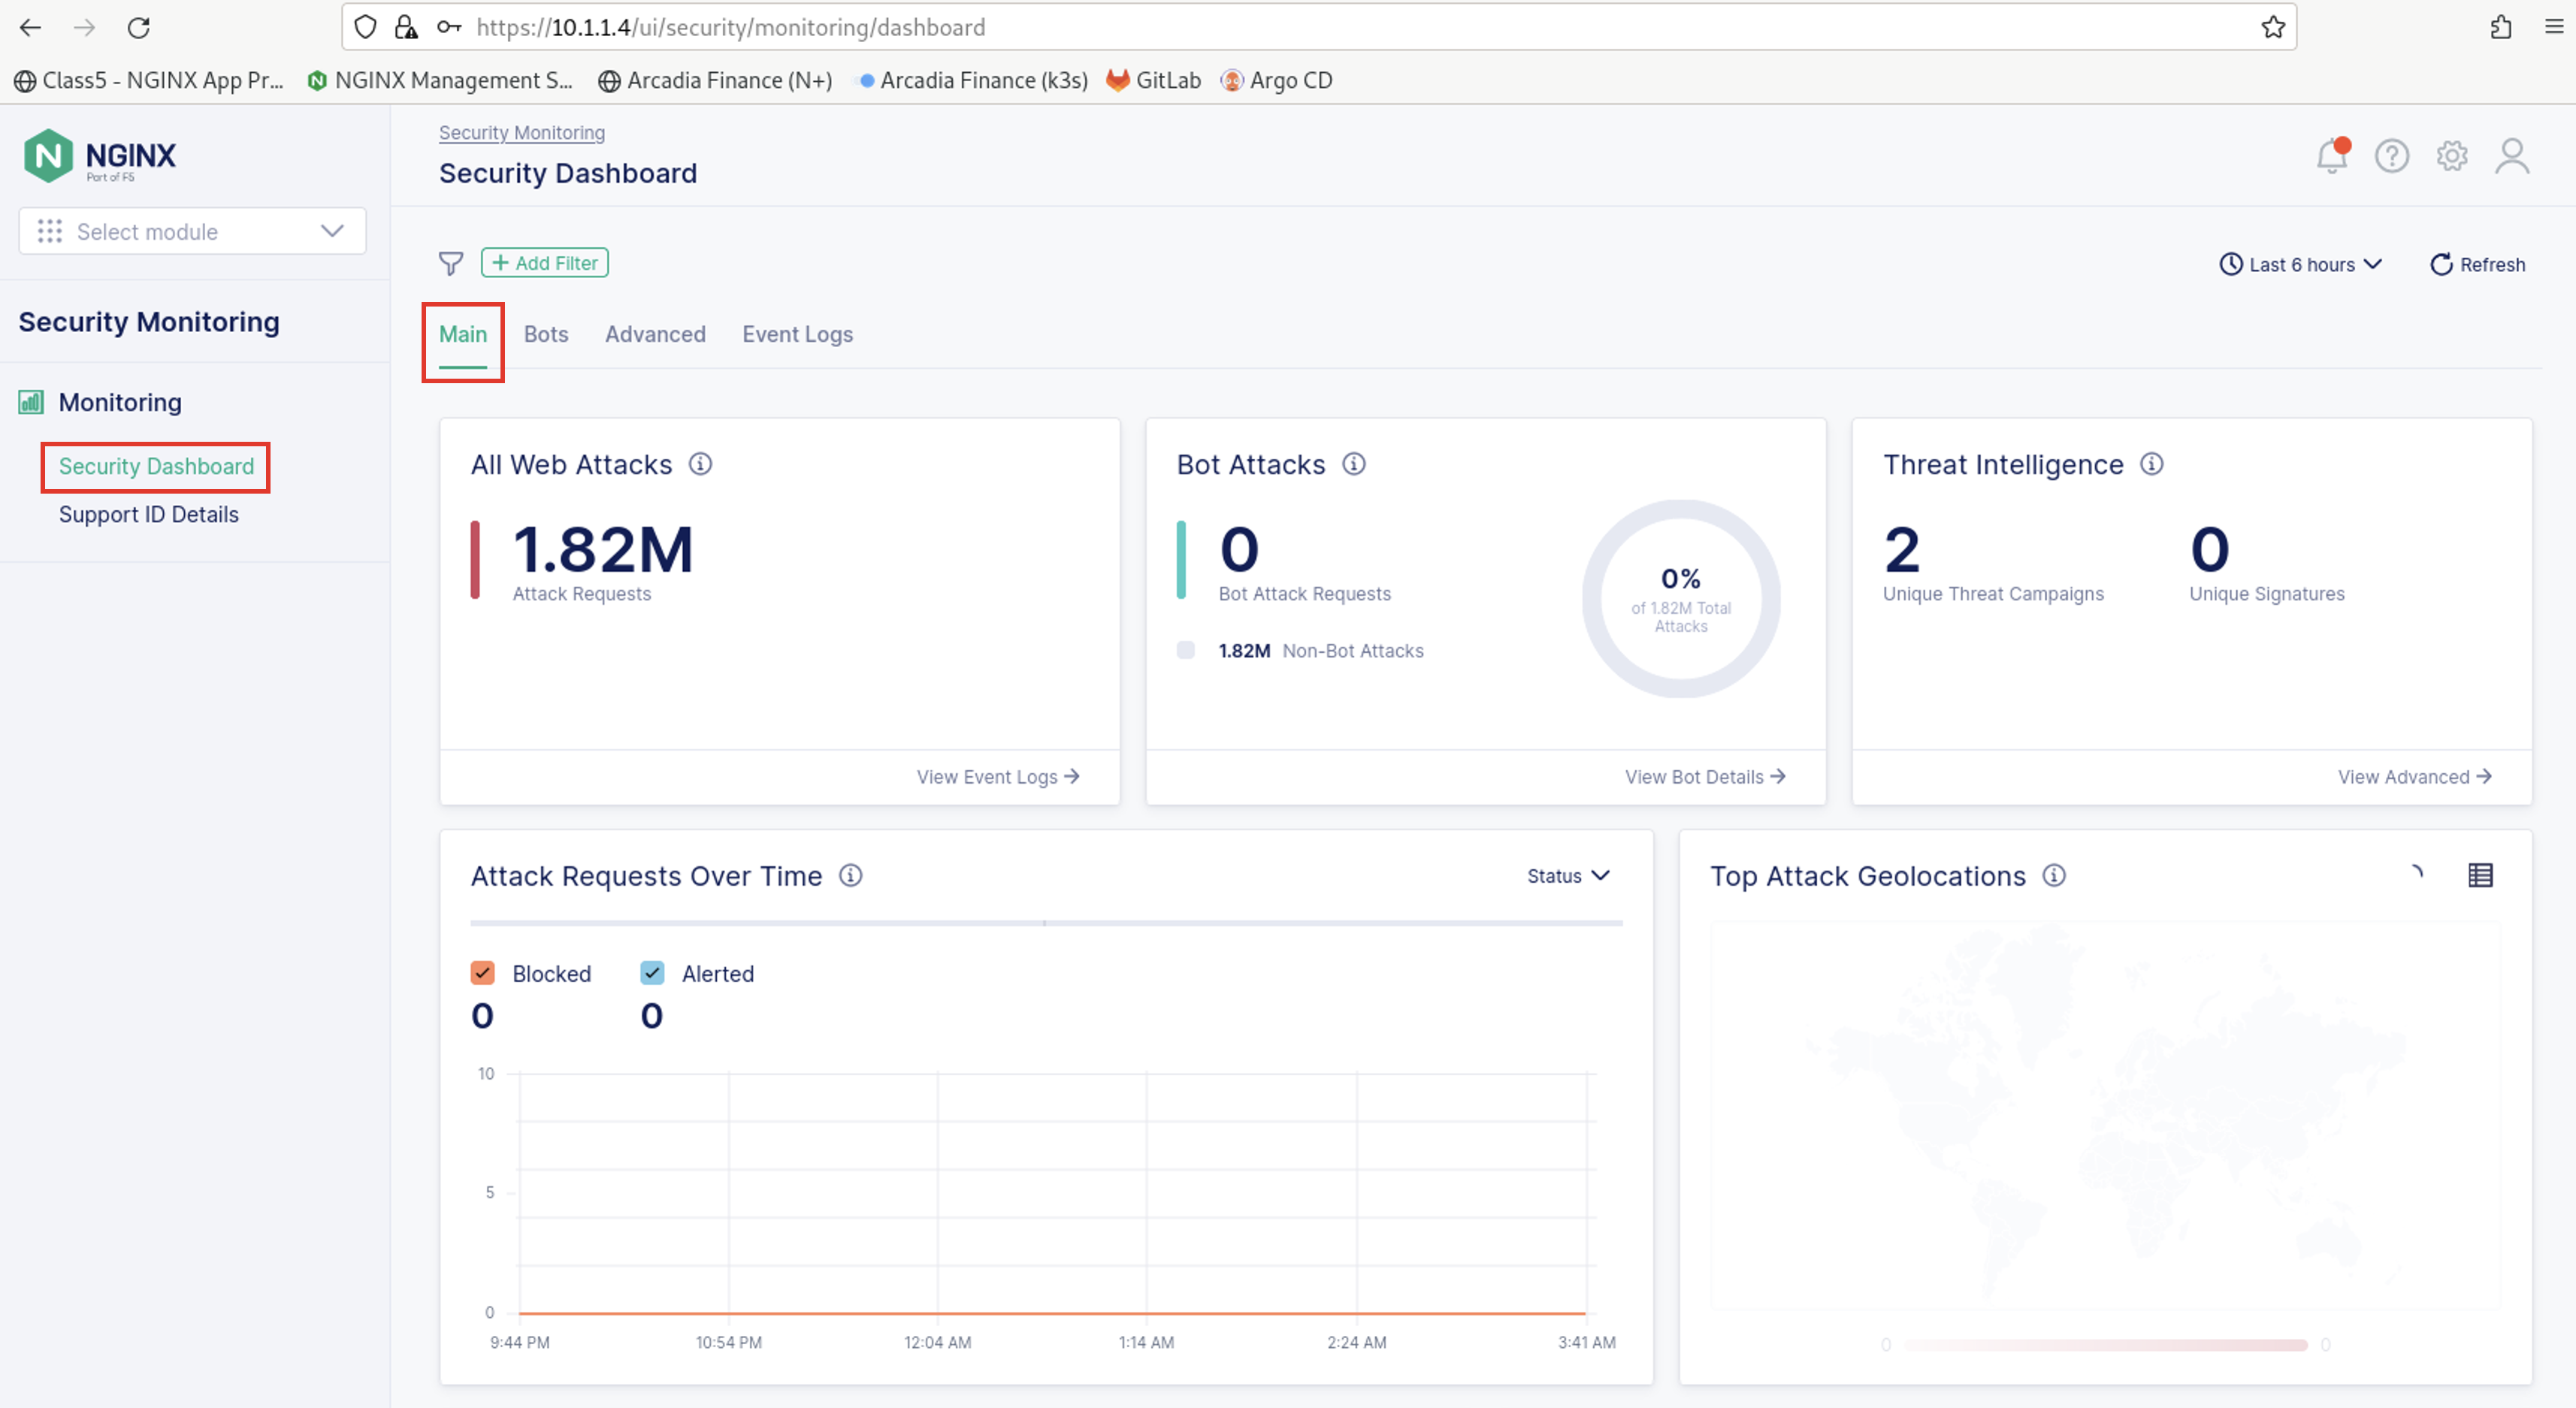 https://10.1.1.4/ui/security/monitoring/dashboard
Class5 - NGINX App Pr... NGINX Management S... Arcadia Finance (N+) Arcadia Finance (k3s) GitLab Argo CD
NGINX
Part of F5
Select module
Security Monitoring
Monitoring
Security Dashboard
Support ID Details
Security Monitoring
Security Dashboard
Add Filter
Last 6 hours Refresh
Main Bots Advanced Event Logs
All Web Attacks
1.82M
Attack Requests
View Event Logs
Bot Attacks
0
Bot Attack Requests
1.82M Non-Bot Attacks
0%
of 1.82M Total
Attacks
View Bot Details
Threat Intelligence
2 0
Unique Threat Campaigns Unique Signatures
View Advanced
Attack Requests Over Time Status
Blocked Alerted
0 0
10
5
0
9:44 PM 10:54 PM 12:04 AM 1:14 AM 2:24 AM 3:41 AM
Top Attack Geolocations
0 0